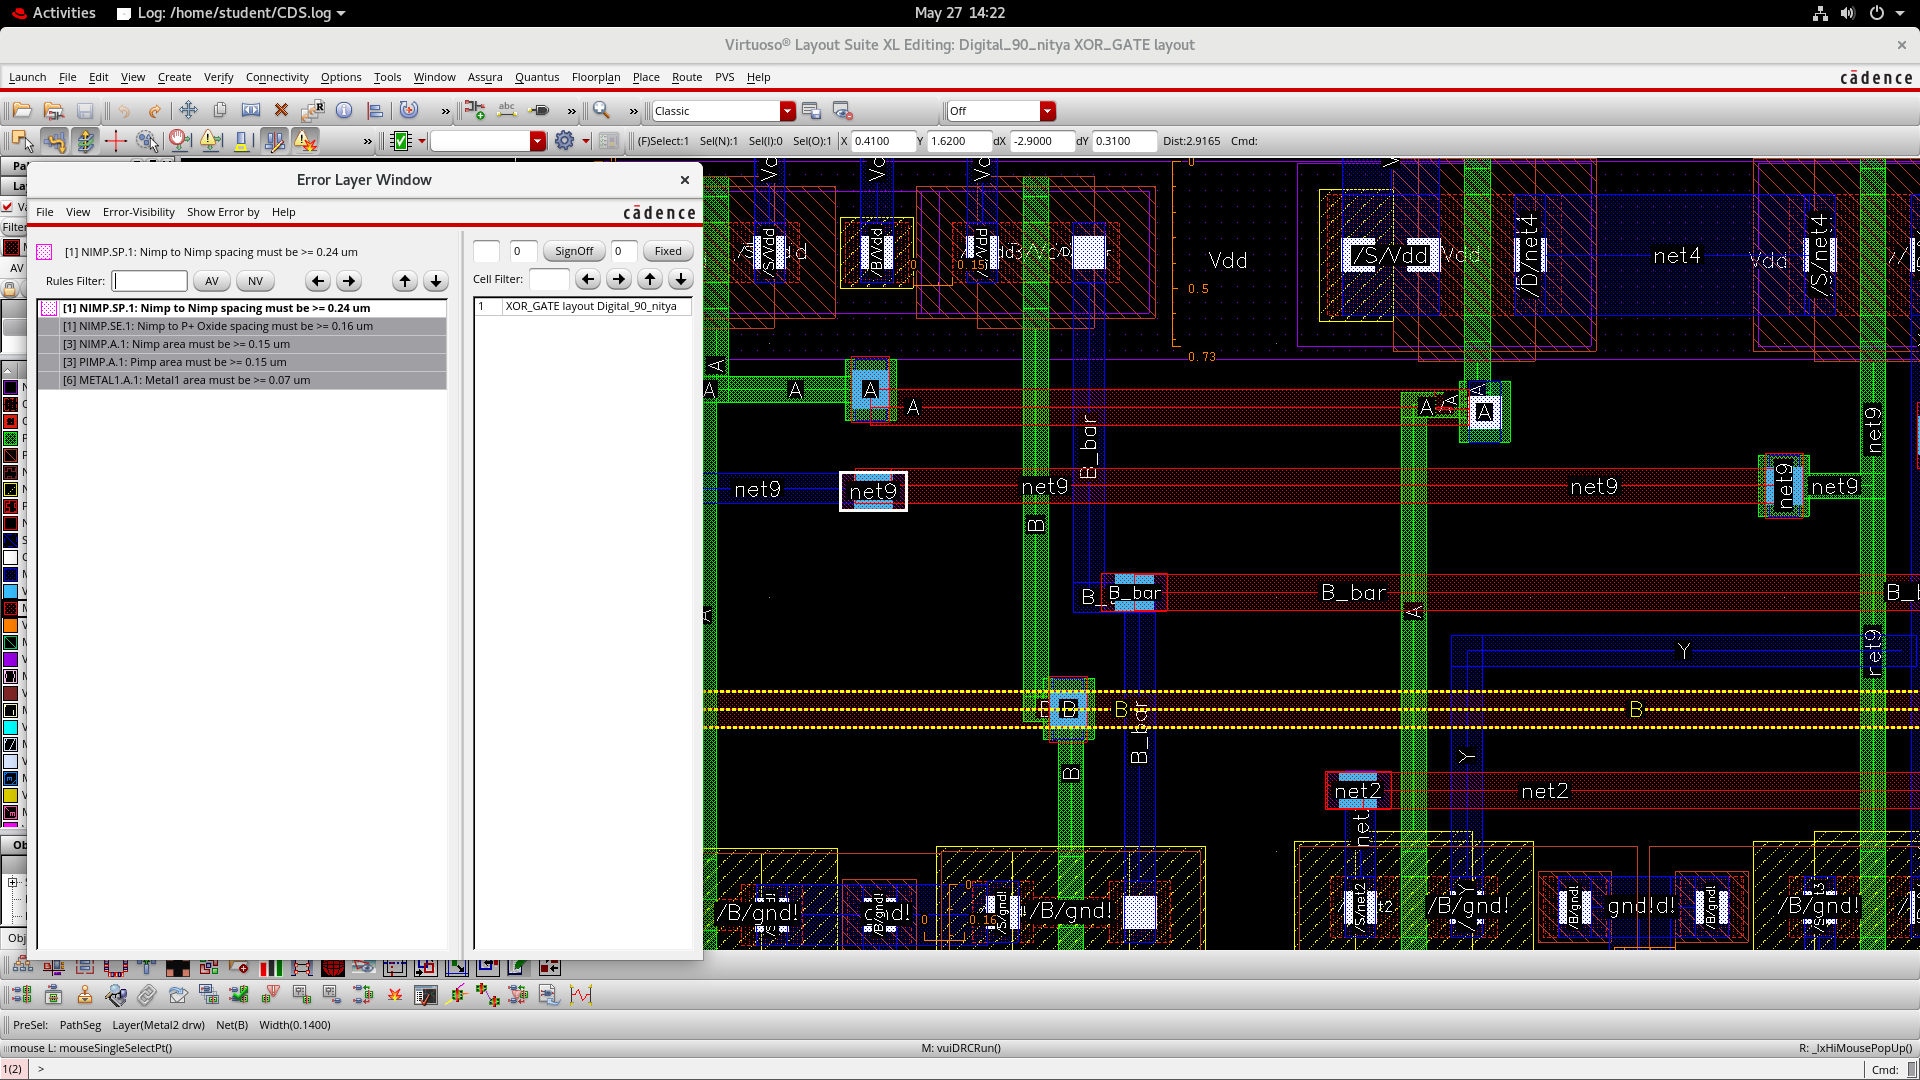 Activities
Log: /home/student/CDS.log
May 27 14:22
Virtuoso® Layout Suite XL Editing: Digital_90_nitya XOR_GATE layout
Launch File Edit View Create Verify Connectivity Options Tools Window Assura Quantus Floorplan Place Route PVS Help
cādence
Classic
Off
(F)Select:1 Sel(N):1 Sel(I):0 Sel(O):1 X 0.4100 Y 1.6200 dX -2.9000 dY 0.3100 Dist:2.9165 Cmd:
Error Layer Window
File View Error-Visibility Show Error by Help
cādence
[1] NIMP.SP.1: Nimp to Nimp spacing must be >= 0.24 um
Rules Filter:
AV
NV
[1] NIMP.SP.1: Nimp to Nimp spacing must be >= 0.24 um
[1] NIMP.SE.1: Nimp to P+ Oxide spacing must be >= 0.16 um
[3] NIMP.A.1: Nimp area must be >= 0.15 um
[3] PIMP.A.1: Pimp area must be >= 0.15 um
[6] METAL1.A.1: Metal1 area must be >= 0.07 um
0 SignOff 0 Fixed
Cell Filter:
1 XOR_GATE layout Digital_90_nitya
Vdd
/S/Vdd
Vdd
/D/net4
net4
Vdd
/S/net4
0
0.5
0.73
0.15
A
A
A
A
A
A
A
B_bar
net9
net9
net9
net9
net9
net9
net9
B
B_bar
B_bar
A
net9
Y
B
B
B
B_bar
Y
B
net2
net2
/B/gnd!
/B/gnd!
/B/gnd!
gnd!
/B/gnd!
0.16
PreSel: PathSeg Layer(Metal2 drw) Net(B) Width(0.1400)
mouse L: mouseSingleSelectPt()
M: vuiDRCRun()
R: _lxHiMousePopUp()
1(2) >
Cmd: